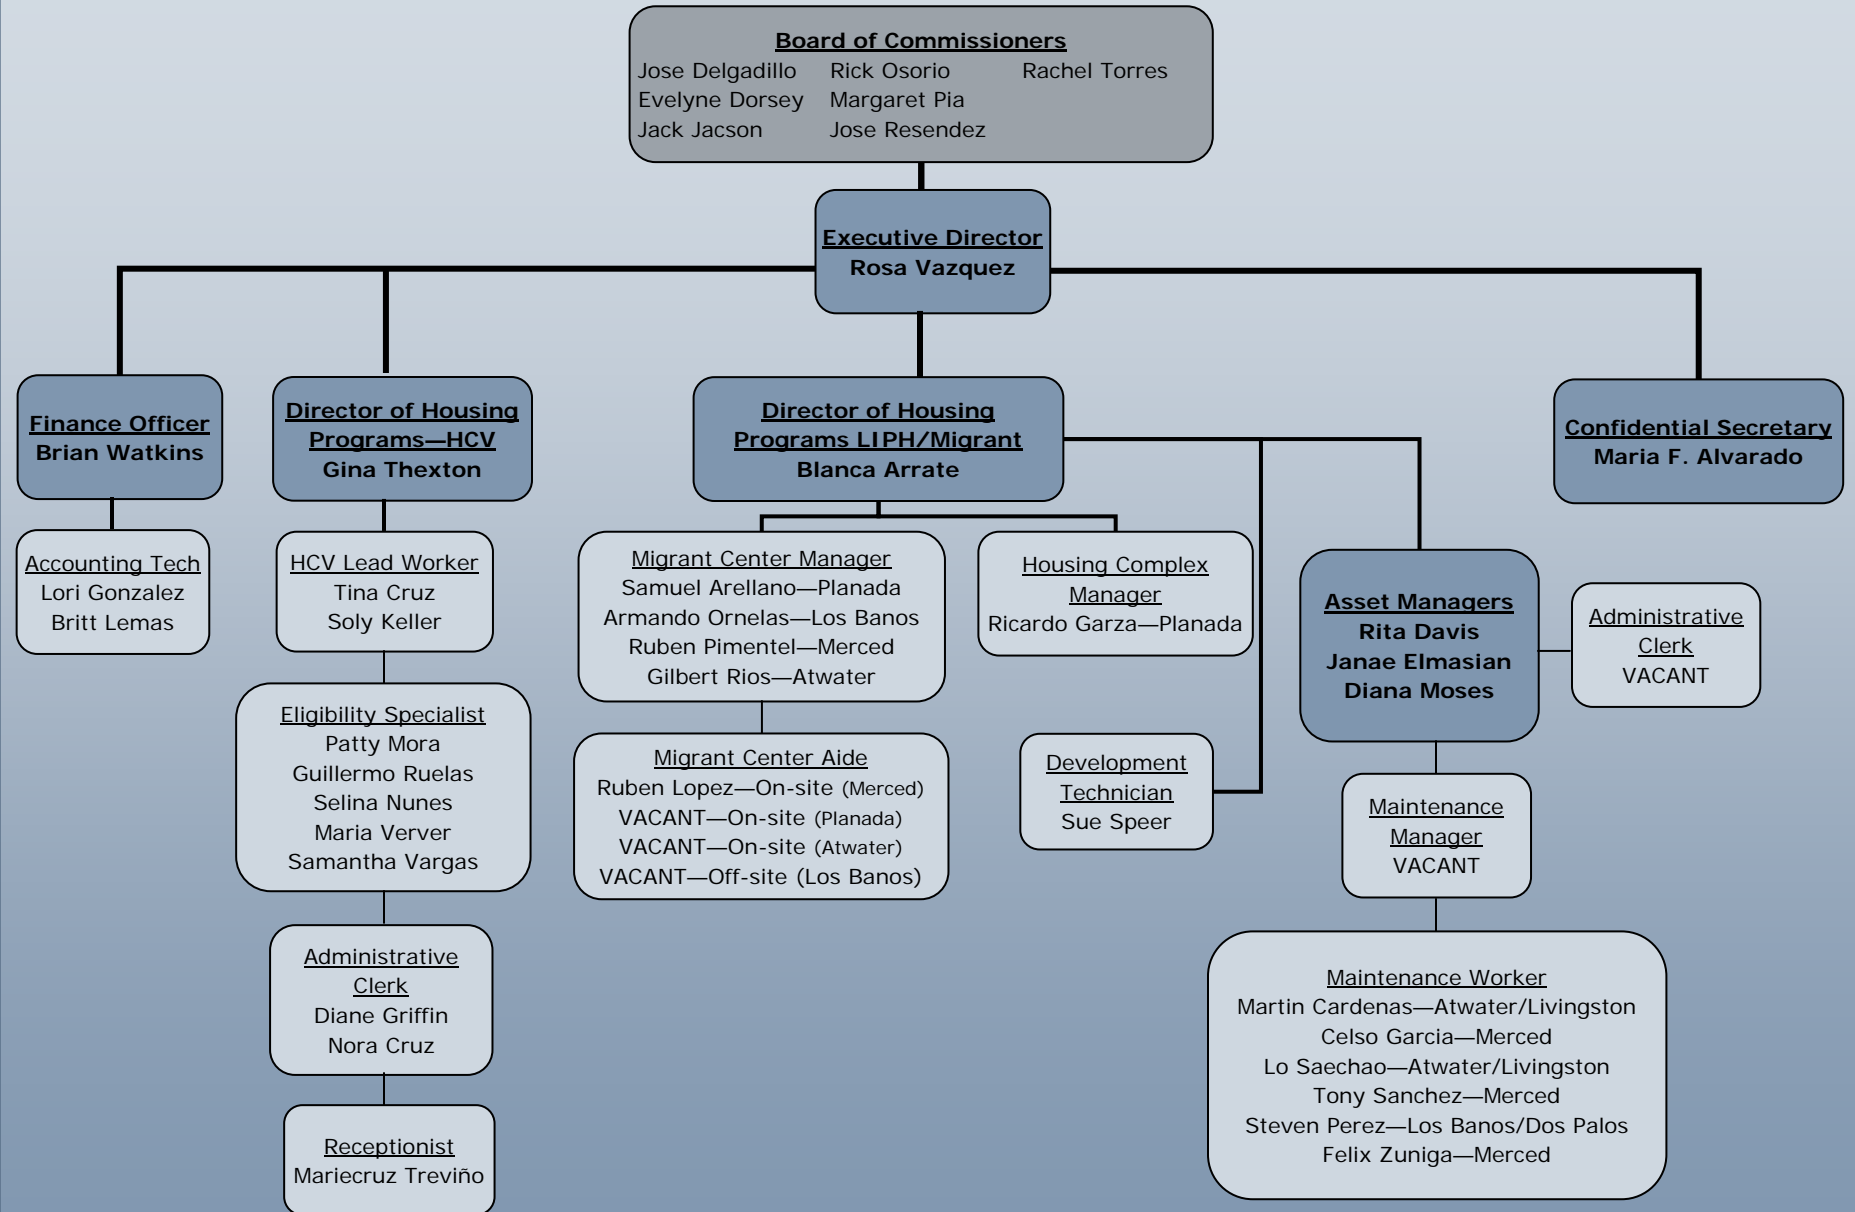 Board of Commissioners
Jose Delgadillo Rick Osorio Rachel Torres
Evelyne Dorsey Margaret Pia
Jack Jacson Jose Resendez
Executive Director
Rosa Vazquez
Finance Officer
Brian Watkins
Director of Housing
Programs—HCV
Gina Thexton
Director of Housing
Programs LIPH/Migrant
Blanca Arrate
Confidential Secretary
Maria F. Alvarado
Accounting Tech
Lori Gonzalez
Britt Lemas
HCV Lead Worker
Tina Cruz
Soly Keller
Migrant Center Manager
Samuel Arellano—Planada
Armando Ornelas—Los Banos
Ruben Pimentel—Merced
Gilbert Rios—Atwater
Housing Complex
Manager
Ricardo Garza—Planada
Asset Managers
Rita Davis
Janae Elmasian
Diana Moses
Administrative
Clerk
VACANT
Eligibility Specialist
Patty Mora
Guillermo Ruelas
Selina Nunes
Maria Verver
Samantha Vargas
Migrant Center Aide
Ruben Lopez—On-site (Merced)
VACANT—On-site (Planada)
VACANT—On-site (Atwater)
VACANT—Off-site (Los Banos)
Development
Technician
Sue Speer
Maintenance
Manager
VACANT
Administrative
Clerk
Diane Griffin
Nora Cruz
Maintenance Worker
Martin Cardenas—Atwater/Livingston
Celso Garcia—Merced
Lo Saechao—Atwater/Livingston
Tony Sanchez—Merced
Steven Perez—Los Banos/Dos Palos
Felix Zuniga—Merced
Receptionist
Mariecruz Treviño